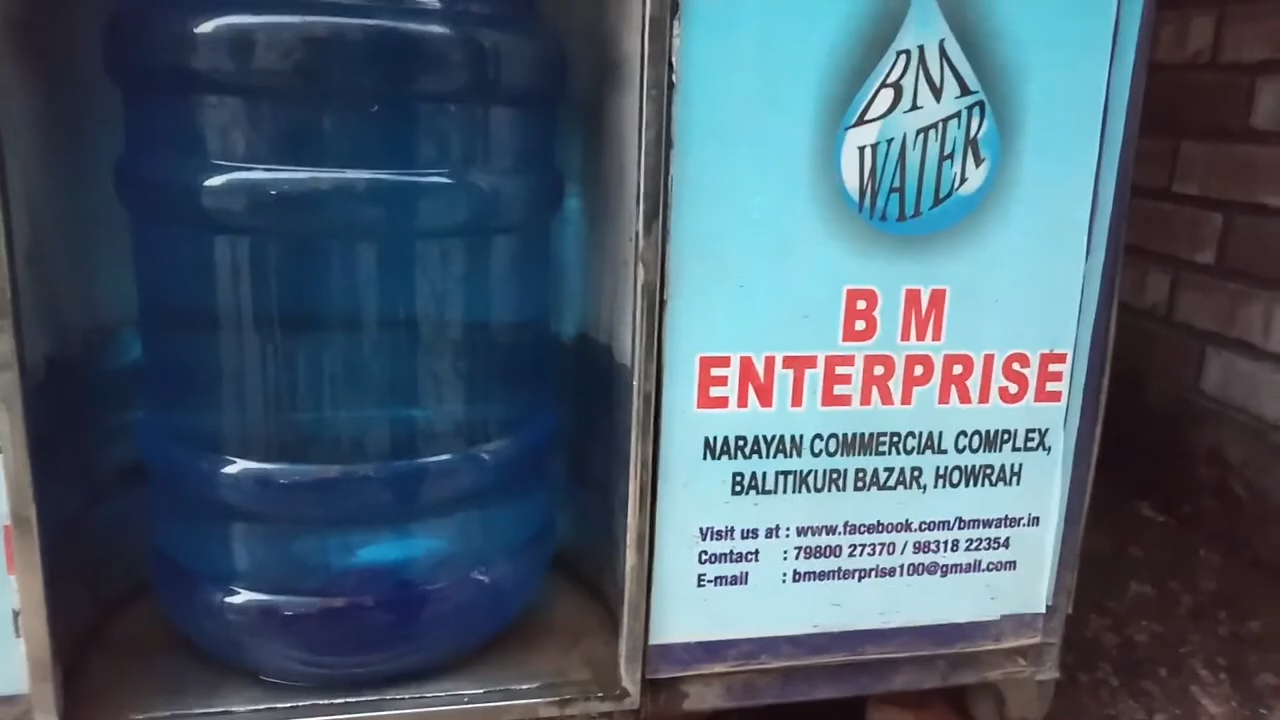 BM
WATER
B M
ENTERPRISE
NARAYAN COMMERCIAL COMPLEX,
BALITIKURI BAZAR, HOWRAH
Visit us at : www.facebook.com/bmwater.in
Contact : 79800 27370 / 98318 22354
E-mail : bmenterprise100@gmail.com